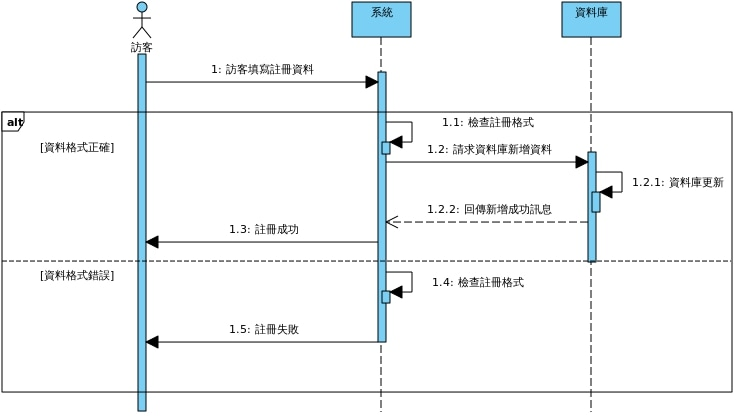 訪客
系統
資料庫
1: 訪客填寫註冊資料
alt
1.1: 檢查註冊格式
[資料格式正確]
1.2: 請求資料庫新增資料
1.2.1: 資料庫更新
1.2.2: 回傳新增成功訊息
1.3: 註冊成功
[資料格式錯誤]
1.4: 檢查註冊格式
1.5: 註冊失敗